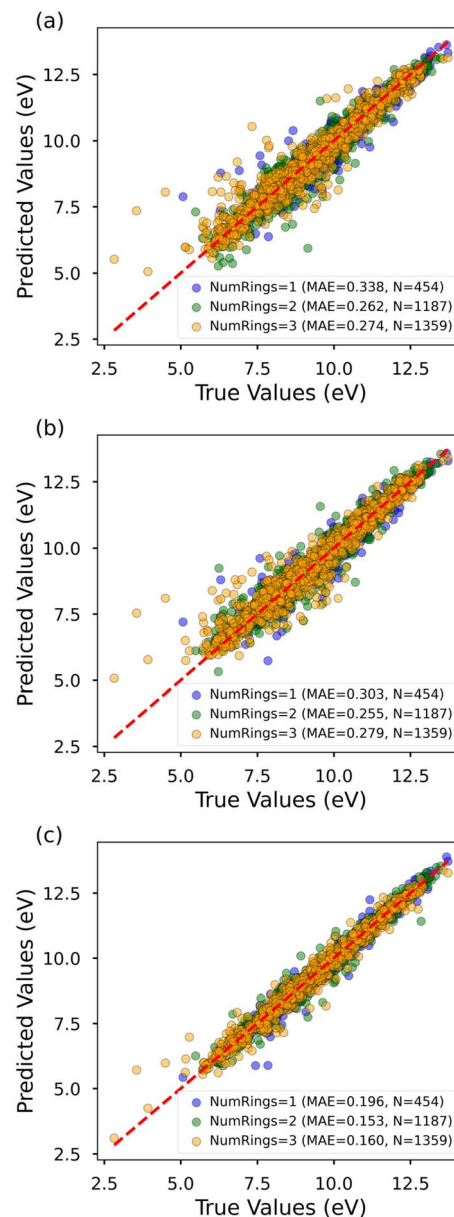 (a)
12.5
10.0
7.5
5.0
2.5
Predicted Values (eV)
NumRings=1 (MAE=0.338, N=454)
NumRings=2 (MAE=0.262, N=1187)
NumRings=3 (MAE=0.274, N=1359)
2.5 5.0 7.5 10.0 12.5
True Values (eV)
(b)
12.5
10.0
7.5
5.0
2.5
Predicted Values (eV)
NumRings=1 (MAE=0.303, N=454)
NumRings=2 (MAE=0.255, N=1187)
NumRings=3 (MAE=0.279, N=1359)
2.5 5.0 7.5 10.0 12.5
True Values (eV)
(c)
12.5
10.0
7.5
5.0
2.5
Predicted Values (eV)
NumRings=1 (MAE=0.196, N=454)
NumRings=2 (MAE=0.153, N=1187)
NumRings=3 (MAE=0.160, N=1359)
2.5 5.0 7.5 10.0 12.5
True Values (eV)